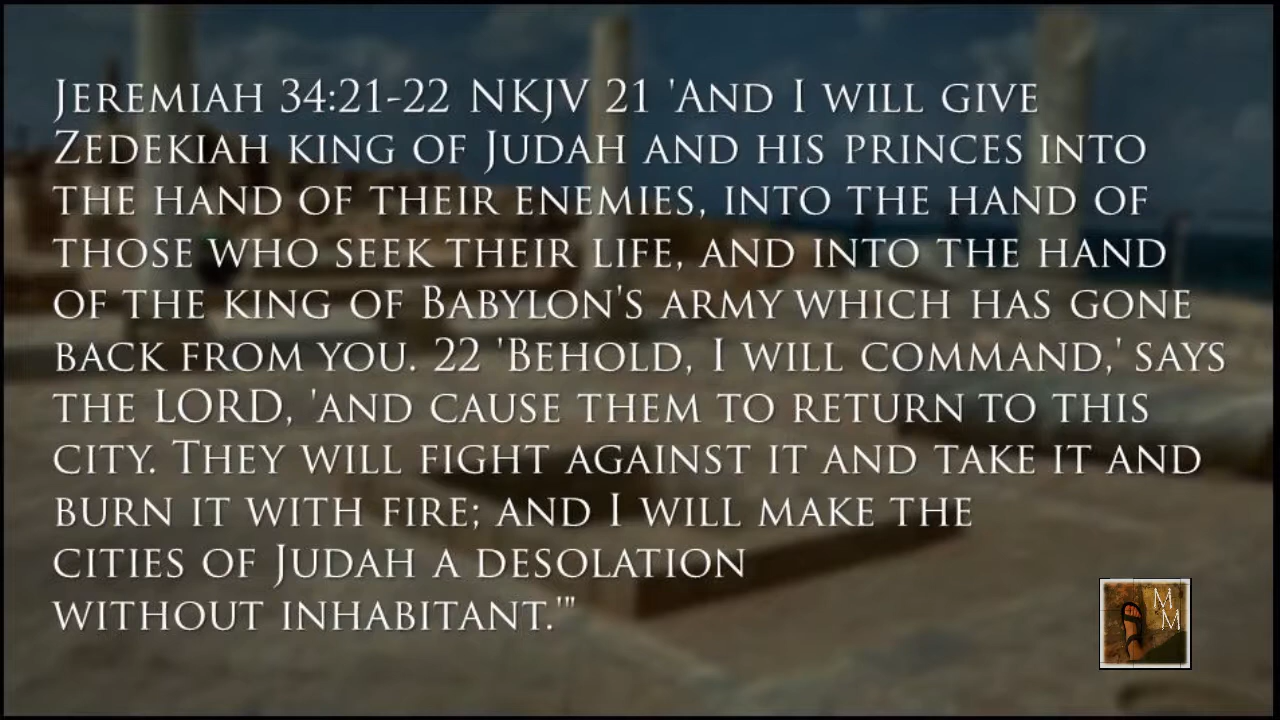 Jeremiah 34:21-22 NKJV 21 'And I will give
Zedekiah king of Judah and his princes into
the hand of their enemies, into the hand of
those who seek their life, and into the hand
of the king of Babylon's army which has gone
back from you. 22 'Behold, I will command,' says
the LORD, 'and cause them to return to this
city. They will fight against it and take it and
burn it with fire; and I will make the
cities of Judah a desolation
without inhabitant.'"
M
M